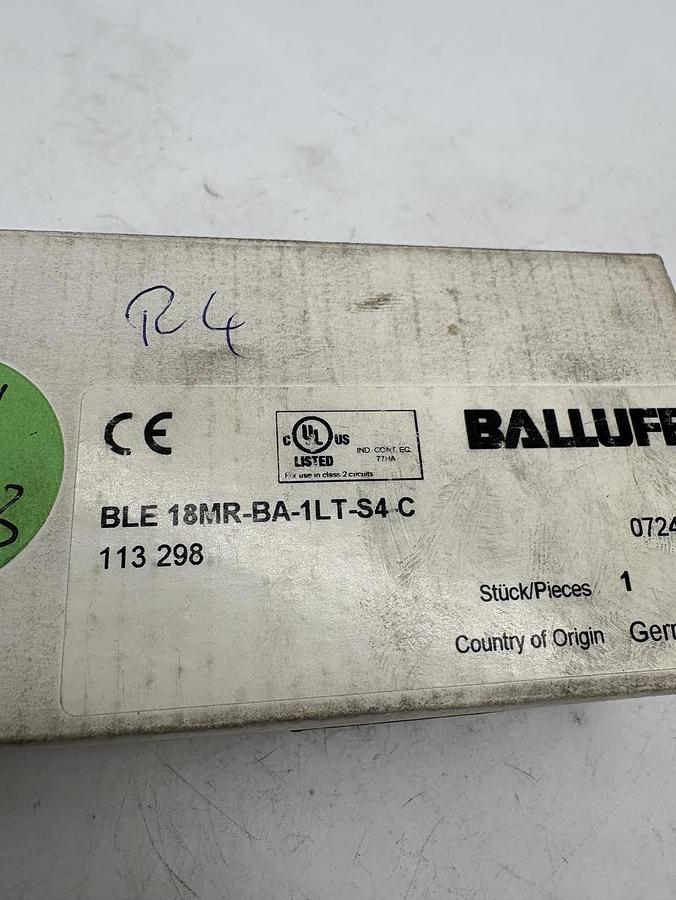 R4
CE
C UL US
LISTED
IND. CONT. EQ.
77HA
For use in class 2 circuits
BALLUFF
BLE 18MR-BA-1LT-S4-C
113 298
0724
Stück/Pieces 1
Country of Origin Germ